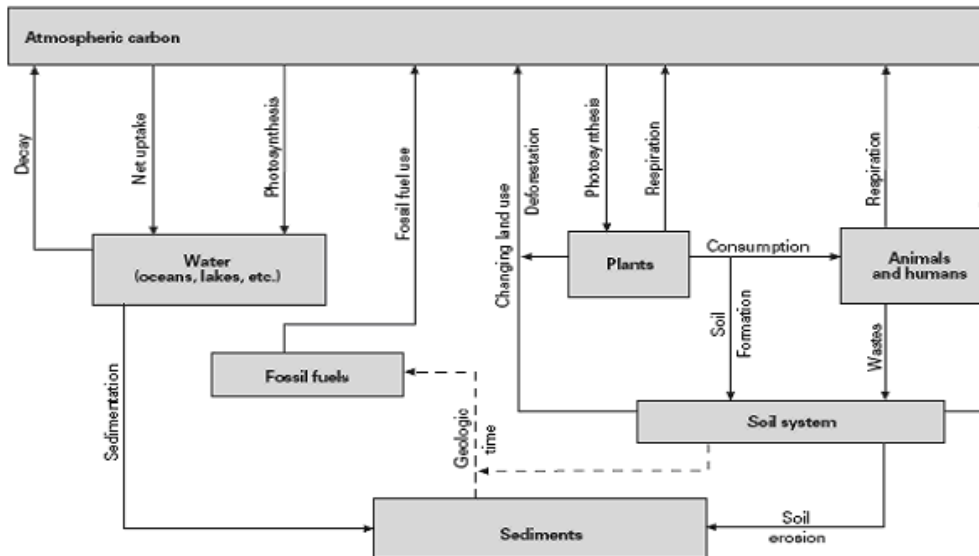 Atmospheric carbon
Decay
Net uptake
Photosynthesis
Fossil fuel use
Changing land use
Deforestation
Photosynthesis
Respiration
Respiration
Water
(oceans, lakes, etc.)
Plants
Consumption
Animals
and humans
Soil
Formation
Wastes
Fossil fuels
Sedimentation
Geologic
time
Soil system
Sediments
Soil
erosion